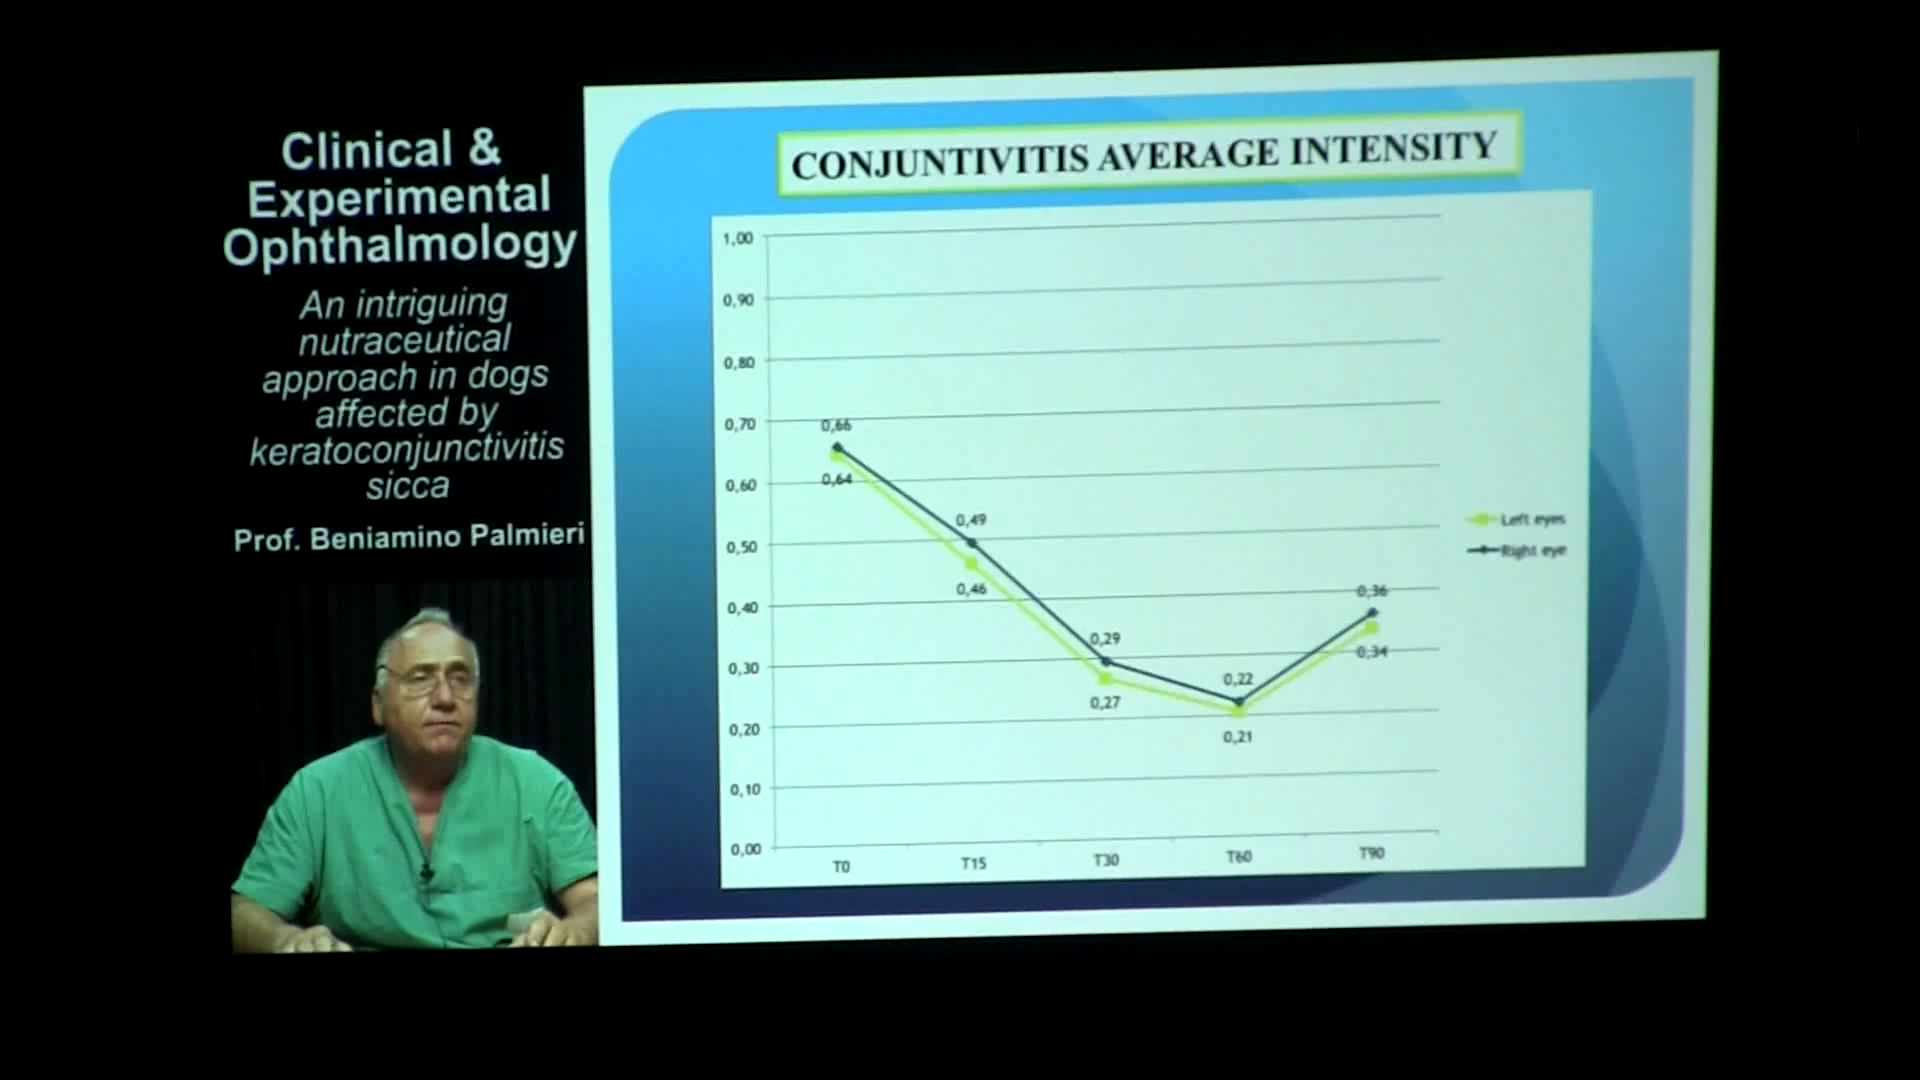 Clinical &
Experimental
Ophthalmology
An intriguing
nutraceutical
approach in dogs
affected by
keratoconjunctivitis
sicca
Prof. Beniamino Palmieri
CONJUNTIVITIS AVERAGE INTENSITY
1,00
0,90
0,80
0,70
0,60
0,50
0,40
0,30
0,20
0,10
0,00
0,66
0,64
0,49
0,46
0,29
0,27
0,22
0,21
0,36
0,34
T0
T15
T30
T60
T90
Left eyes
Right eye